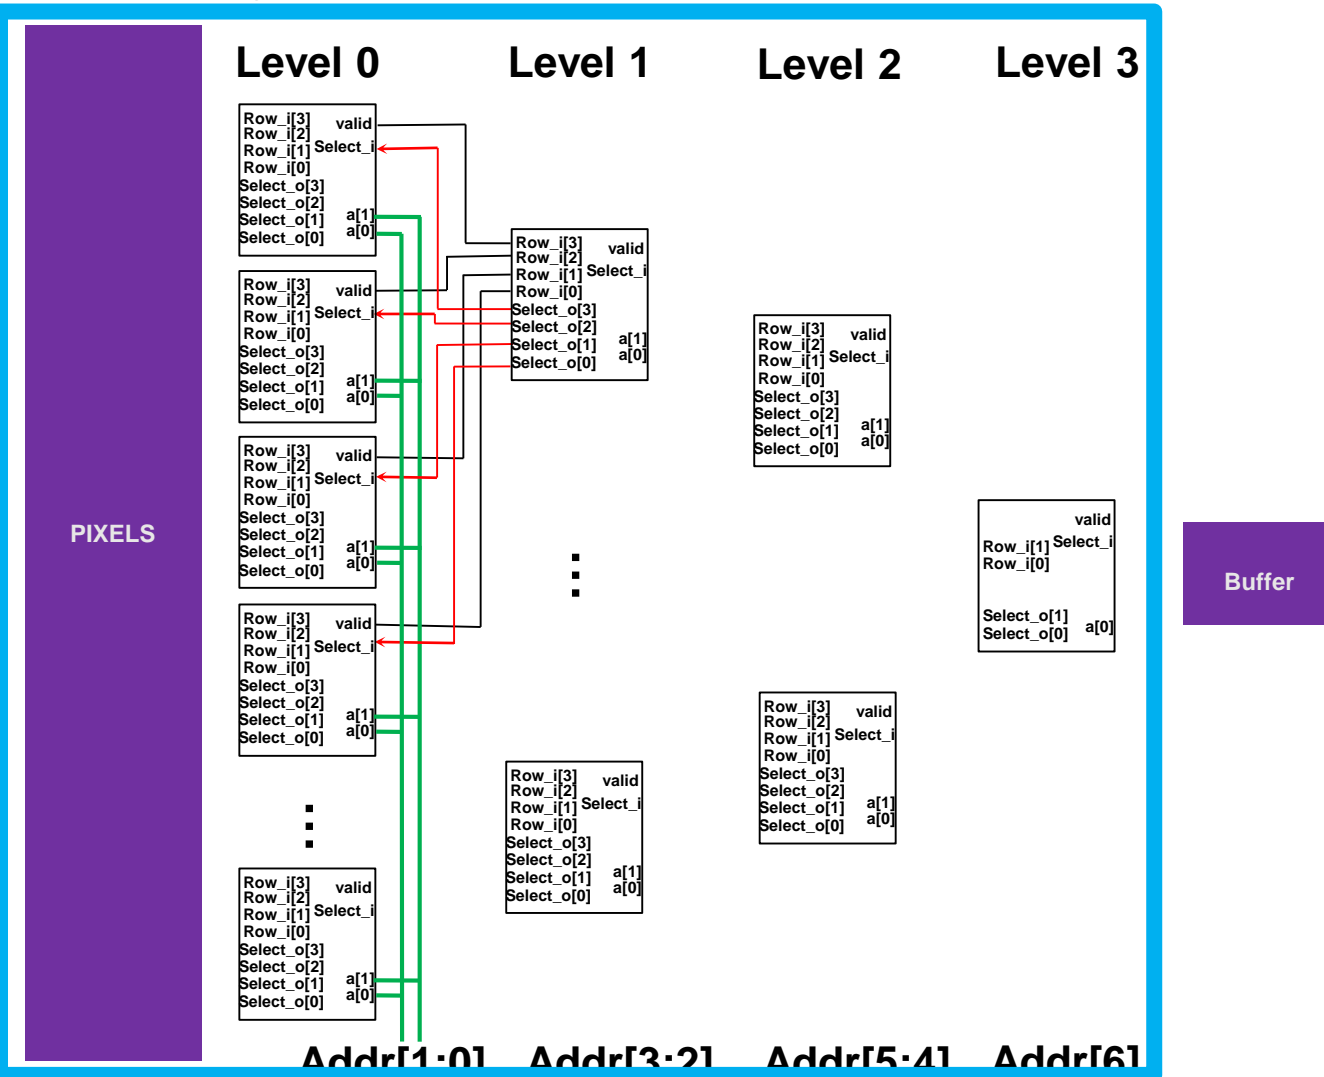 Level 0
Level 1
Level 2
Level 3
PIXELS
Row_i[3]
Row_i[2]
Row_i[1]
Row_i[0]
Select_o[3]
Select_o[2]
Select_o[1]
Select_o[0]
valid
Select_i
a[1]
a[0]
Row_i[3]
Row_i[2]
Row_i[1]
Row_i[0]
Select_o[3]
Select_o[2]
Select_o[1]
Select_o[0]
valid
Select_i
a[1]
a[0]
Row_i[3]
Row_i[2]
Row_i[1]
Row_i[0]
Select_o[3]
Select_o[2]
Select_o[1]
Select_o[0]
valid
Select_i
a[1]
a[0]
Row_i[3]
Row_i[2]
Row_i[1]
Row_i[0]
Select_o[3]
Select_o[2]
Select_o[1]
Select_o[0]
valid
Select_i
a[1]
a[0]
Row_i[3]
Row_i[2]
Row_i[1]
Row_i[0]
Select_o[3]
Select_o[2]
Select_o[1]
Select_o[0]
valid
Select_i
a[1]
a[0]
Row_i[3]
Row_i[2]
Row_i[1]
Row_i[0]
Select_o[3]
Select_o[2]
Select_o[1]
Select_o[0]
valid
Select_i
a[1]
a[0]
Row_i[3]
Row_i[2]
Row_i[1]
Row_i[0]
Select_o[3]
Select_o[2]
Select_o[1]
Select_o[0]
valid
Select_i
a[1]
a[0]
Row_i[3]
Row_i[2]
Row_i[1]
Row_i[0]
Select_o[3]
Select_o[2]
Select_o[1]
Select_o[0]
valid
Select_i
a[1]
a[0]
Row_i[3]
Row_i[2]
Row_i[1]
Row_i[0]
Select_o[3]
Select_o[2]
Select_o[1]
Select_o[0]
valid
Select_i
a[1]
a[0]
valid
Row_i[1]
Select_i
Row_i[0]
Select_o[1]
Select_o[0]
a[0]
Buffer
Addr[1:0]
Addr[3:2]
Addr[5:4]
Addr[6]